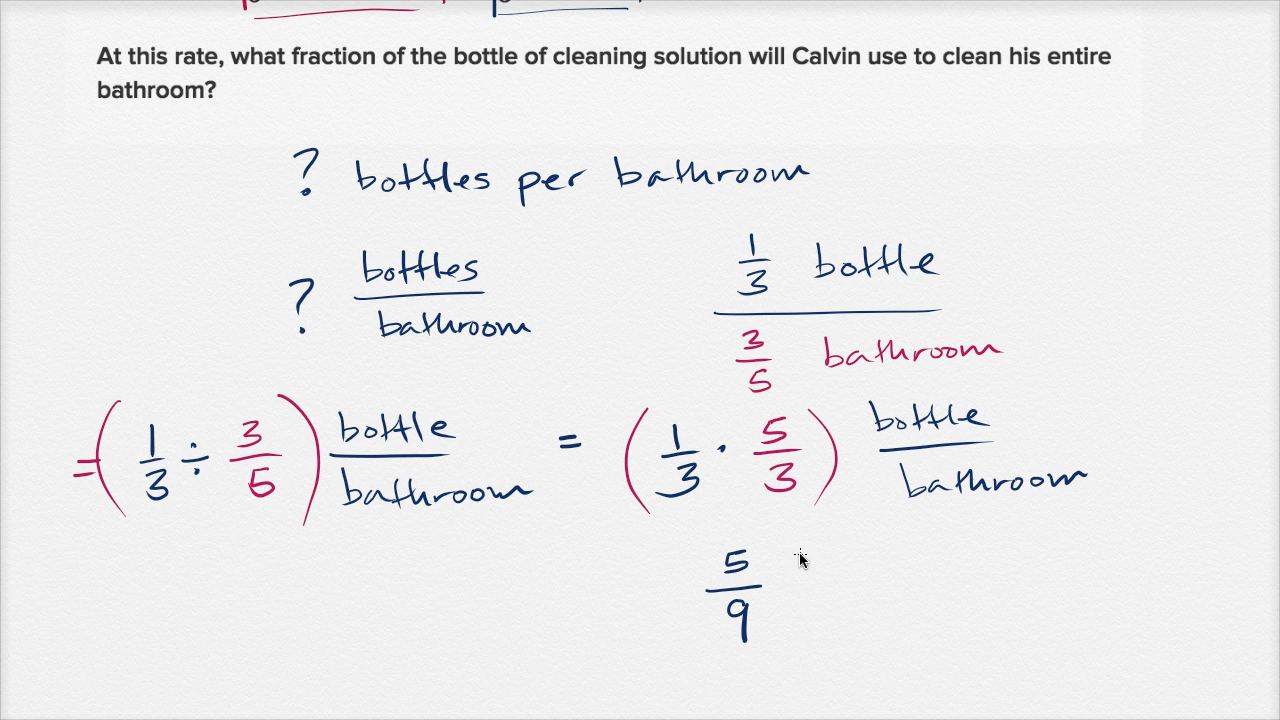 At this rate, what fraction of the bottle of cleaning solution will Calvin use to clean his entire
bathroom?
? bottles per bathroom
? bottles / bathroom
1/3 bottle
3/5 bathroom
= (1/3 ÷ 3/5) bottle / bathroom = (1/3 · 5/3) bottle / bathroom
5/9